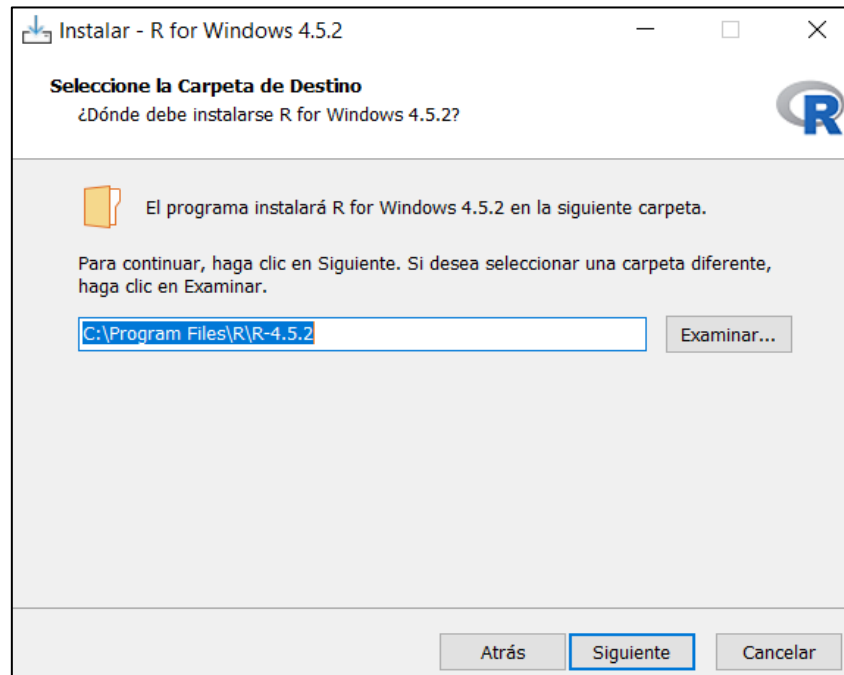 Instalar - R for Windows 4.5.2
Seleccione la Carpeta de Destino
¿Dónde debe instalarse R for Windows 4.5.2?
R
El programa instalará R for Windows 4.5.2 en la siguiente carpeta.
Para continuar, haga clic en Siguiente. Si desea seleccionar una carpeta diferente,
haga clic en Examinar.
C:\Program Files\R\R-4.5.2
Examinar...
Atrás
Siguiente
Cancelar